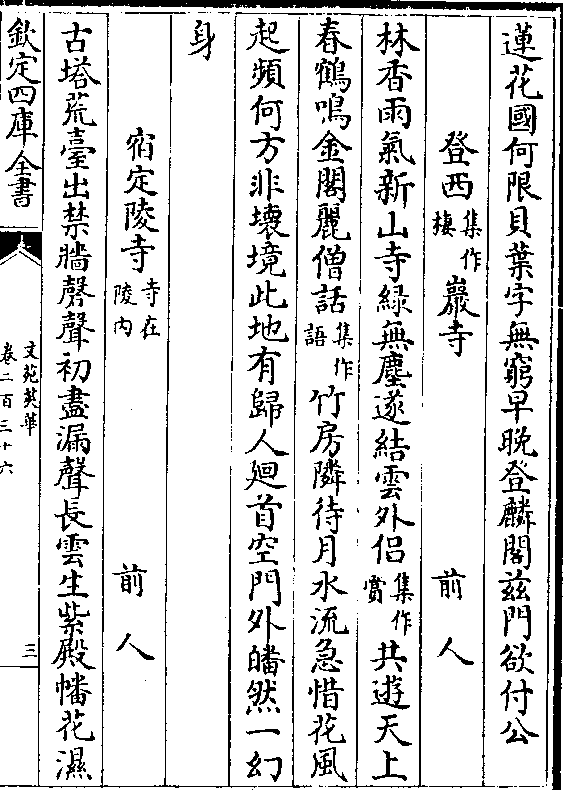 蓮花國何限貝葉字無窮早晚登麟閣兹門欲付公
登西集作棲巖寺　前人
林香雨氣新山寺緑無塵遂結雲外侣集作賞共遊天上
春鶴鳴金閣麗僧話集作語竹房隣待月水流急惜花風
起頻何方非壊境此地有歸人廻首空門外皤然一幻
身
宿定陵寺寺在陵内　前人
古塔荒臺出禁牆磬聲初盡漏聲長雲生紫殿幡花濕
欽定四庫全書
文苑英華
卷二百三十六
三